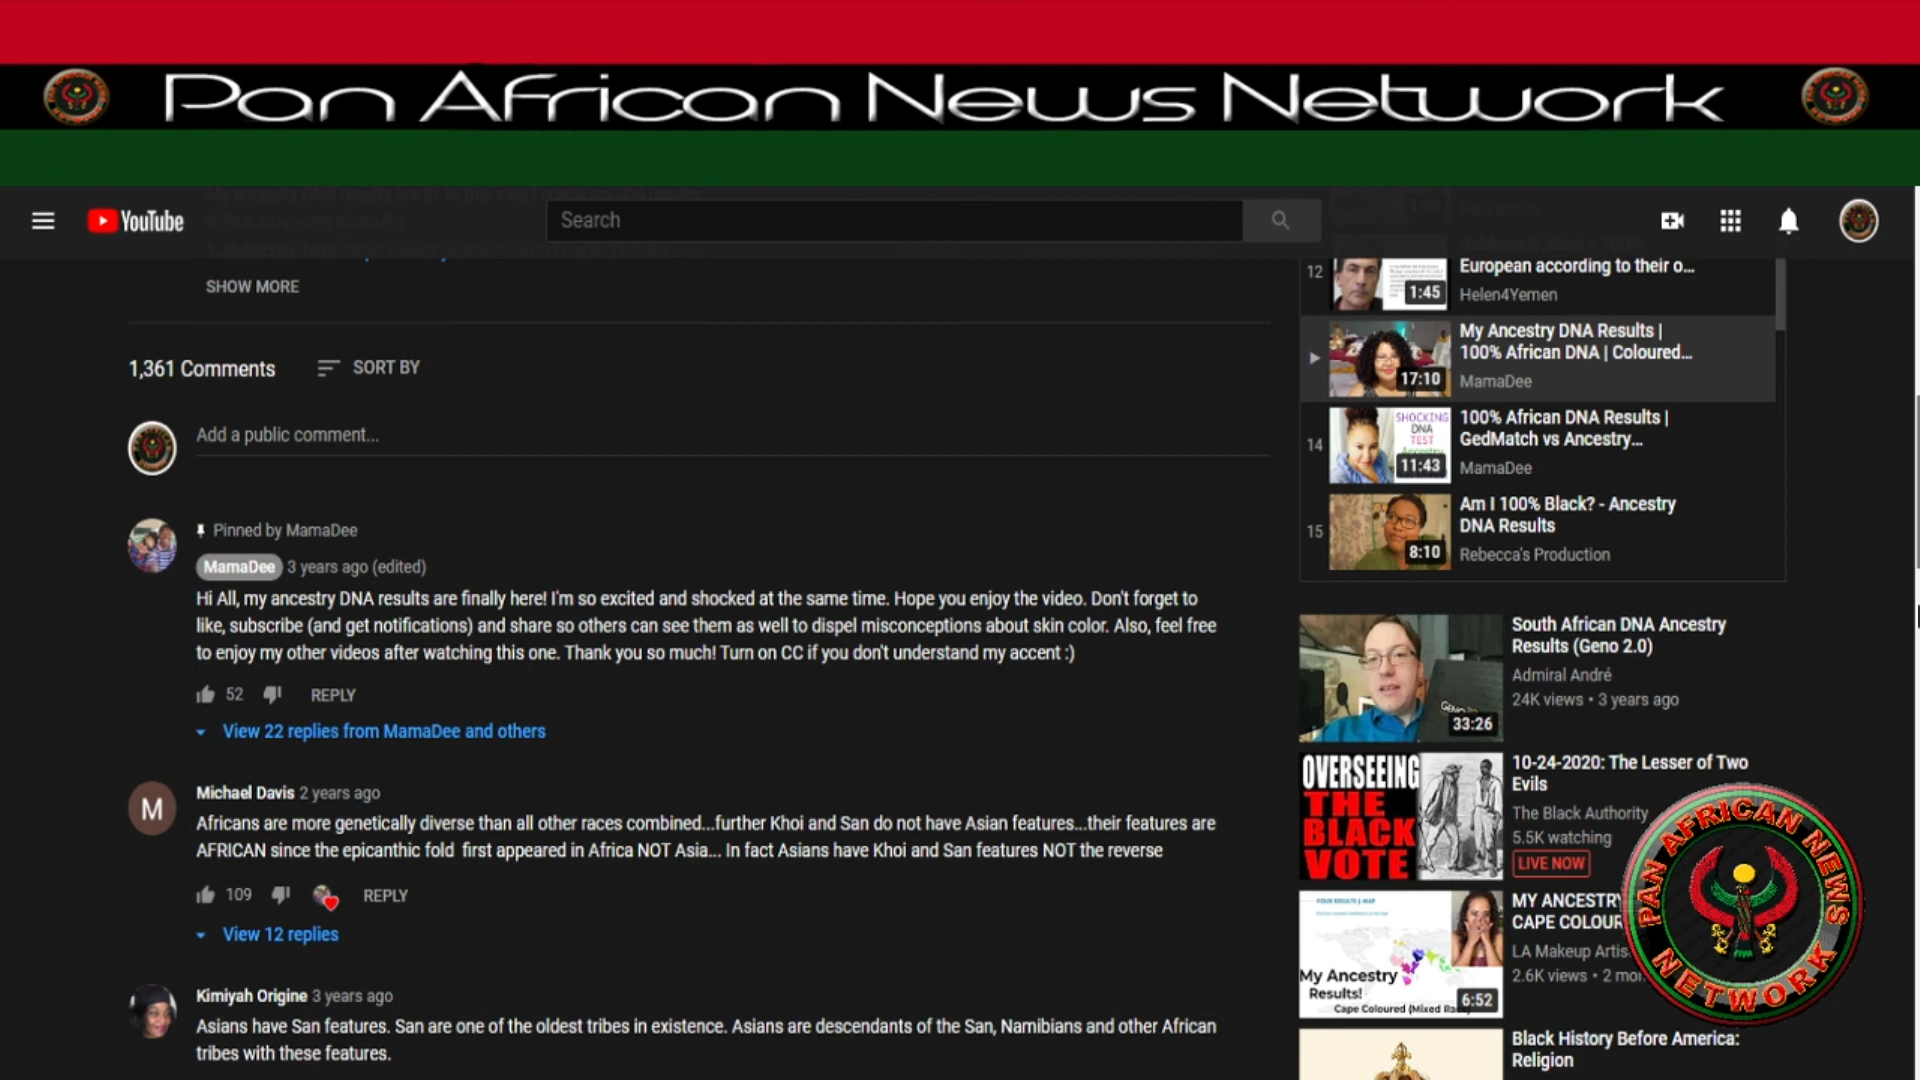 Pan African News Network
YouTube
Search
SHOW MORE
1,361 Comments
SORT BY
Add a public comment...
Pinned by MamaDee
MamaDee 3 years ago (edited)
Hi All, my ancestry DNA results are finally here! I'm so excited and shocked at the same time. Hope you enjoy the video. Don't forget to
like, subscribe (and get notifications) and share so others can see them as well to dispel misconceptions about skin color. Also, feel free
to enjoy my other videos after watching this one. Thank you so much! Turn on CC if you don't understand my accent :)
52 REPLY
View 22 replies from MamaDee and others
M
Michael Davis 2 years ago
Africans are more genetically diverse than all other races combined...further Khoi and San do not have Asian features...their features are
AFRICAN since the epicanthic fold first appeared in Africa NOT Asia... In fact Asians have Khoi and San features NOT the reverse
109 REPLY
View 12 replies
Kimiyah Origine 3 years ago
Asians have San features. San are one of the oldest tribes in existence. Asians are descendants of the San, Namibians and other African
tribes with these features.
12
1:45
European according to their o...
Helen4Yemen
17:10
My Ancestry DNA Results |
100% African DNA | Coloured...
MamaDee
14
SHOCKING
DNA
TEST
11:43
100% African DNA Results |
GedMatch vs Ancestry...
MamaDee
15
8:10
Am I 100% Black? - Ancestry
DNA Results
Rebecca's Production
33:26
South African DNA Ancestry
Results (Geno 2.0)
Admiral André
24K views • 3 years ago
OVERSEEING
THE
BLACK
VOTE
10-24-2020: The Lesser of Two
Evils
The Black Authority
5.5K watching
LIVE NOW
My Ancestry
Results!
Cape Coloured (Mixed
6:52
MY ANCESTRY
CAPE
LA Makeup
2.6K views • 2
Black History Before America:
Religion
PAN AFRICAN NEWS
NETWORK